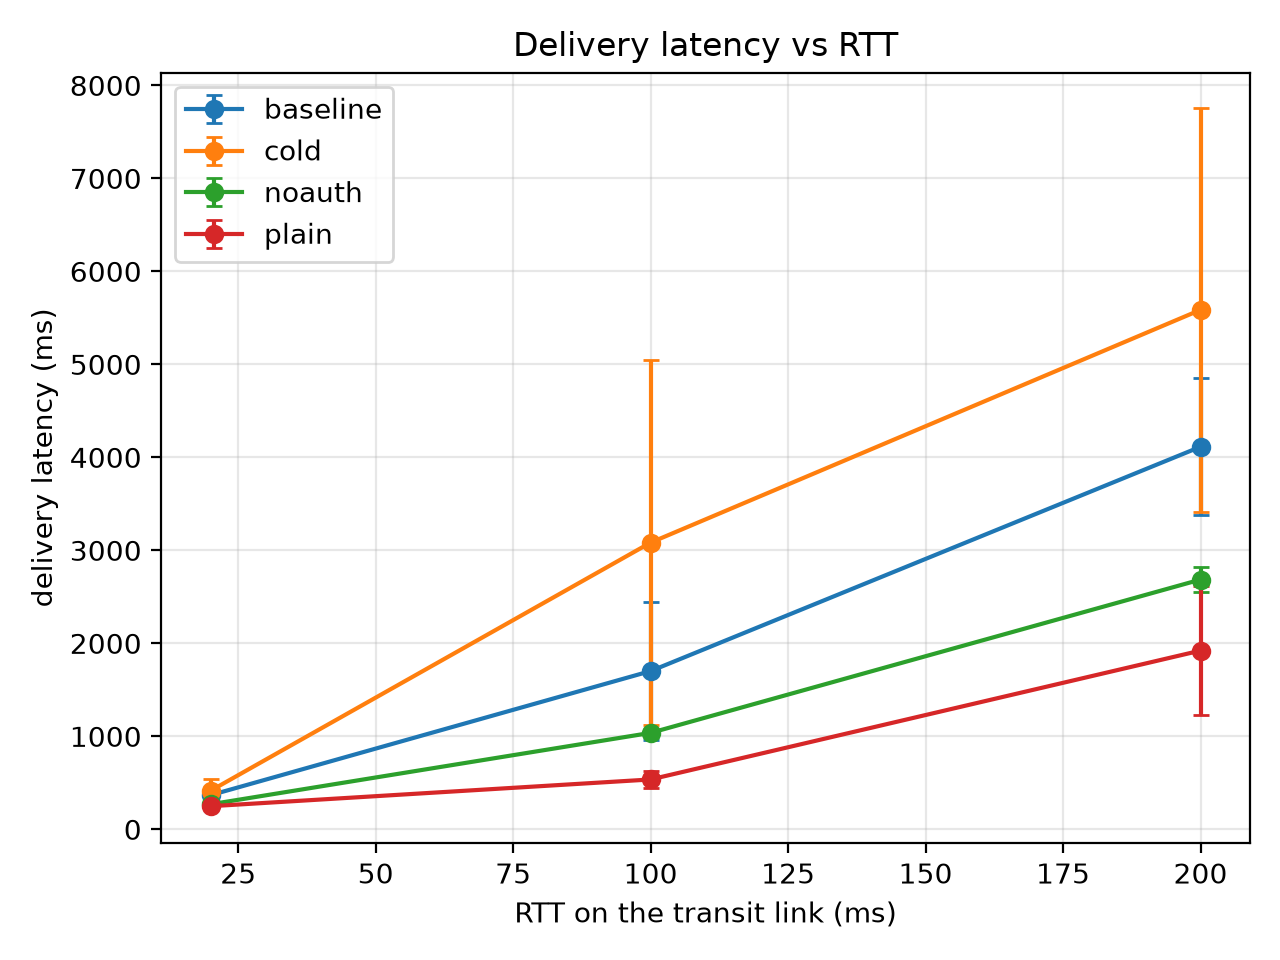 Delivery latency vs RTT
baseline
cold
noauth
plain
8000
7000
6000
5000
4000
3000
2000
1000
0
delivery latency (ms)
25 50 75 100 125 150 175 200
RTT on the transit link (ms)